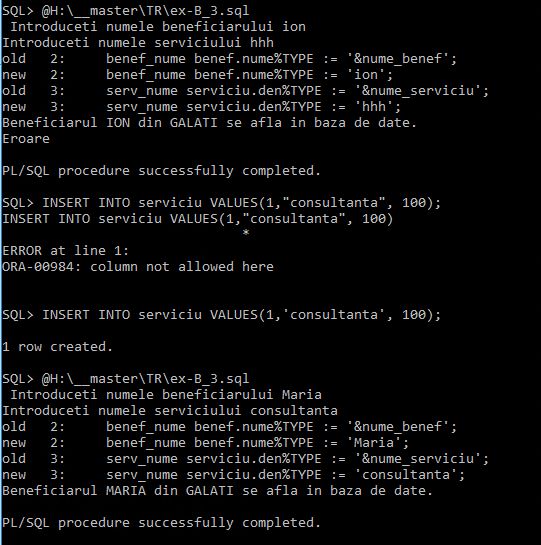 SQL> @H:\__master\TR\ex-B_3.sql
 Introduceti numele beneficiarului ion
Introduceti numele serviciului hhh
old   2:     benef_nume benef.nume%TYPE := '&nume_benef';
new   2:     benef_nume benef.nume%TYPE := 'ion';
old   3:     serv_nume serviciu.den%TYPE := '&nume_serviciu';
new   3:     serv_nume serviciu.den%TYPE := 'hhh';
Beneficiarul ION din GALATI se afla in baza de date.
Eroare
PL/SQL procedure successfully completed.
SQL> INSERT INTO serviciu VALUES(1,"consultanta", 100);
INSERT INTO serviciu VALUES(1,"consultanta", 100)
                              *
ERROR at line 1:
ORA-00984: column not allowed here
SQL> INSERT INTO serviciu VALUES(1,'consultanta', 100);
1 row created.
SQL> @H:\__master\TR\ex-B_3.sql
 Introduceti numele beneficiarului Maria
Introduceti numele serviciului consultanta
old   2:     benef_nume benef.nume%TYPE := '&nume_benef';
new   2:     benef_nume benef.nume%TYPE := 'Maria';
old   3:     serv_nume serviciu.den%TYPE := '&nume_serviciu';
new   3:     serv_nume serviciu.den%TYPE := 'consultanta';
Beneficiarul MARIA din GALATI se afla in baza de date.
PL/SQL procedure successfully completed.